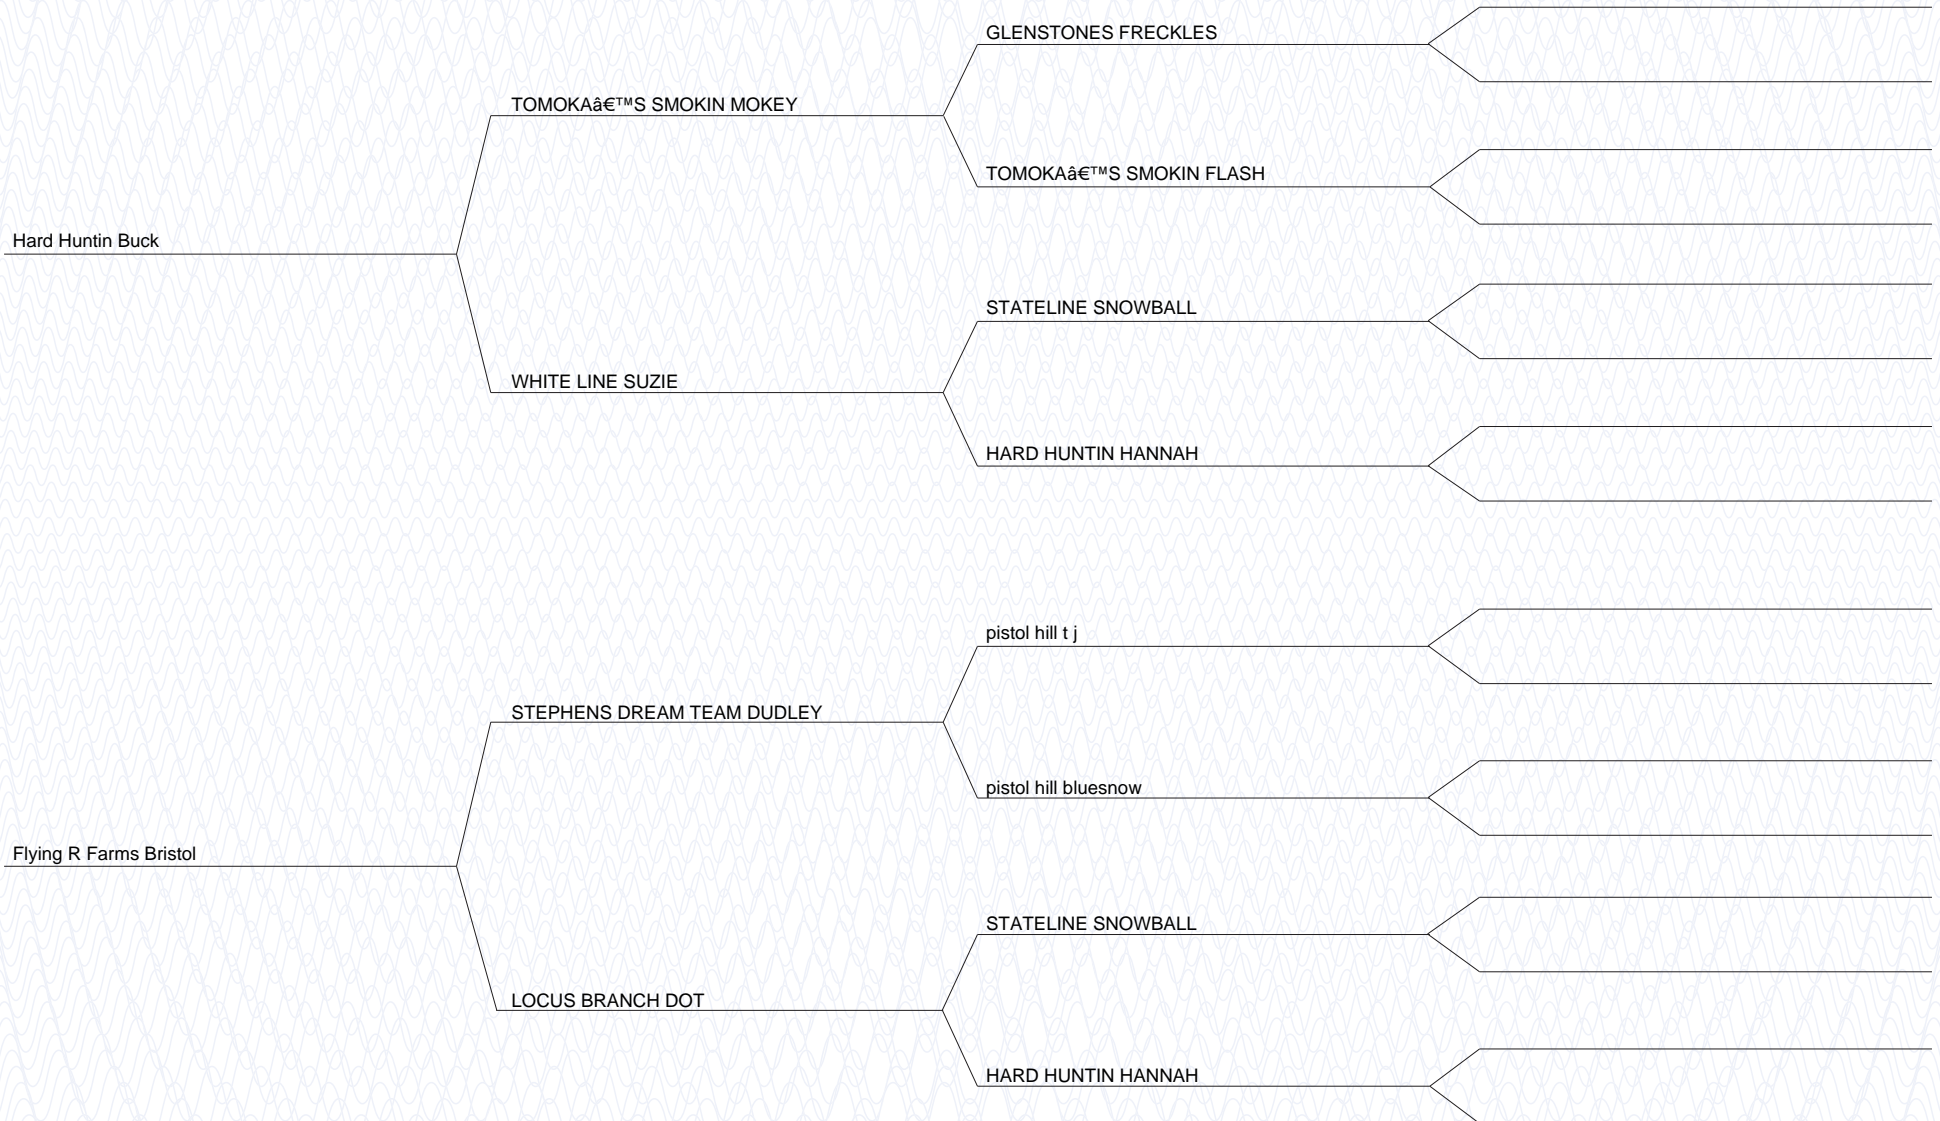 GLENSTONES FRECKLES
TOMOKAâ€™S SMOKIN MOKEY
TOMOKAâ€™S SMOKIN FLASH
Hard Huntin Buck
STATELINE SNOWBALL
WHITE LINE SUZIE
HARD HUNTIN HANNAH
pistol hill t j
STEPHENS DREAM TEAM DUDLEY
pistol hill bluesnow
Flying R Farms Bristol
STATELINE SNOWBALL
LOCUS BRANCH DOT
HARD HUNTIN HANNAH